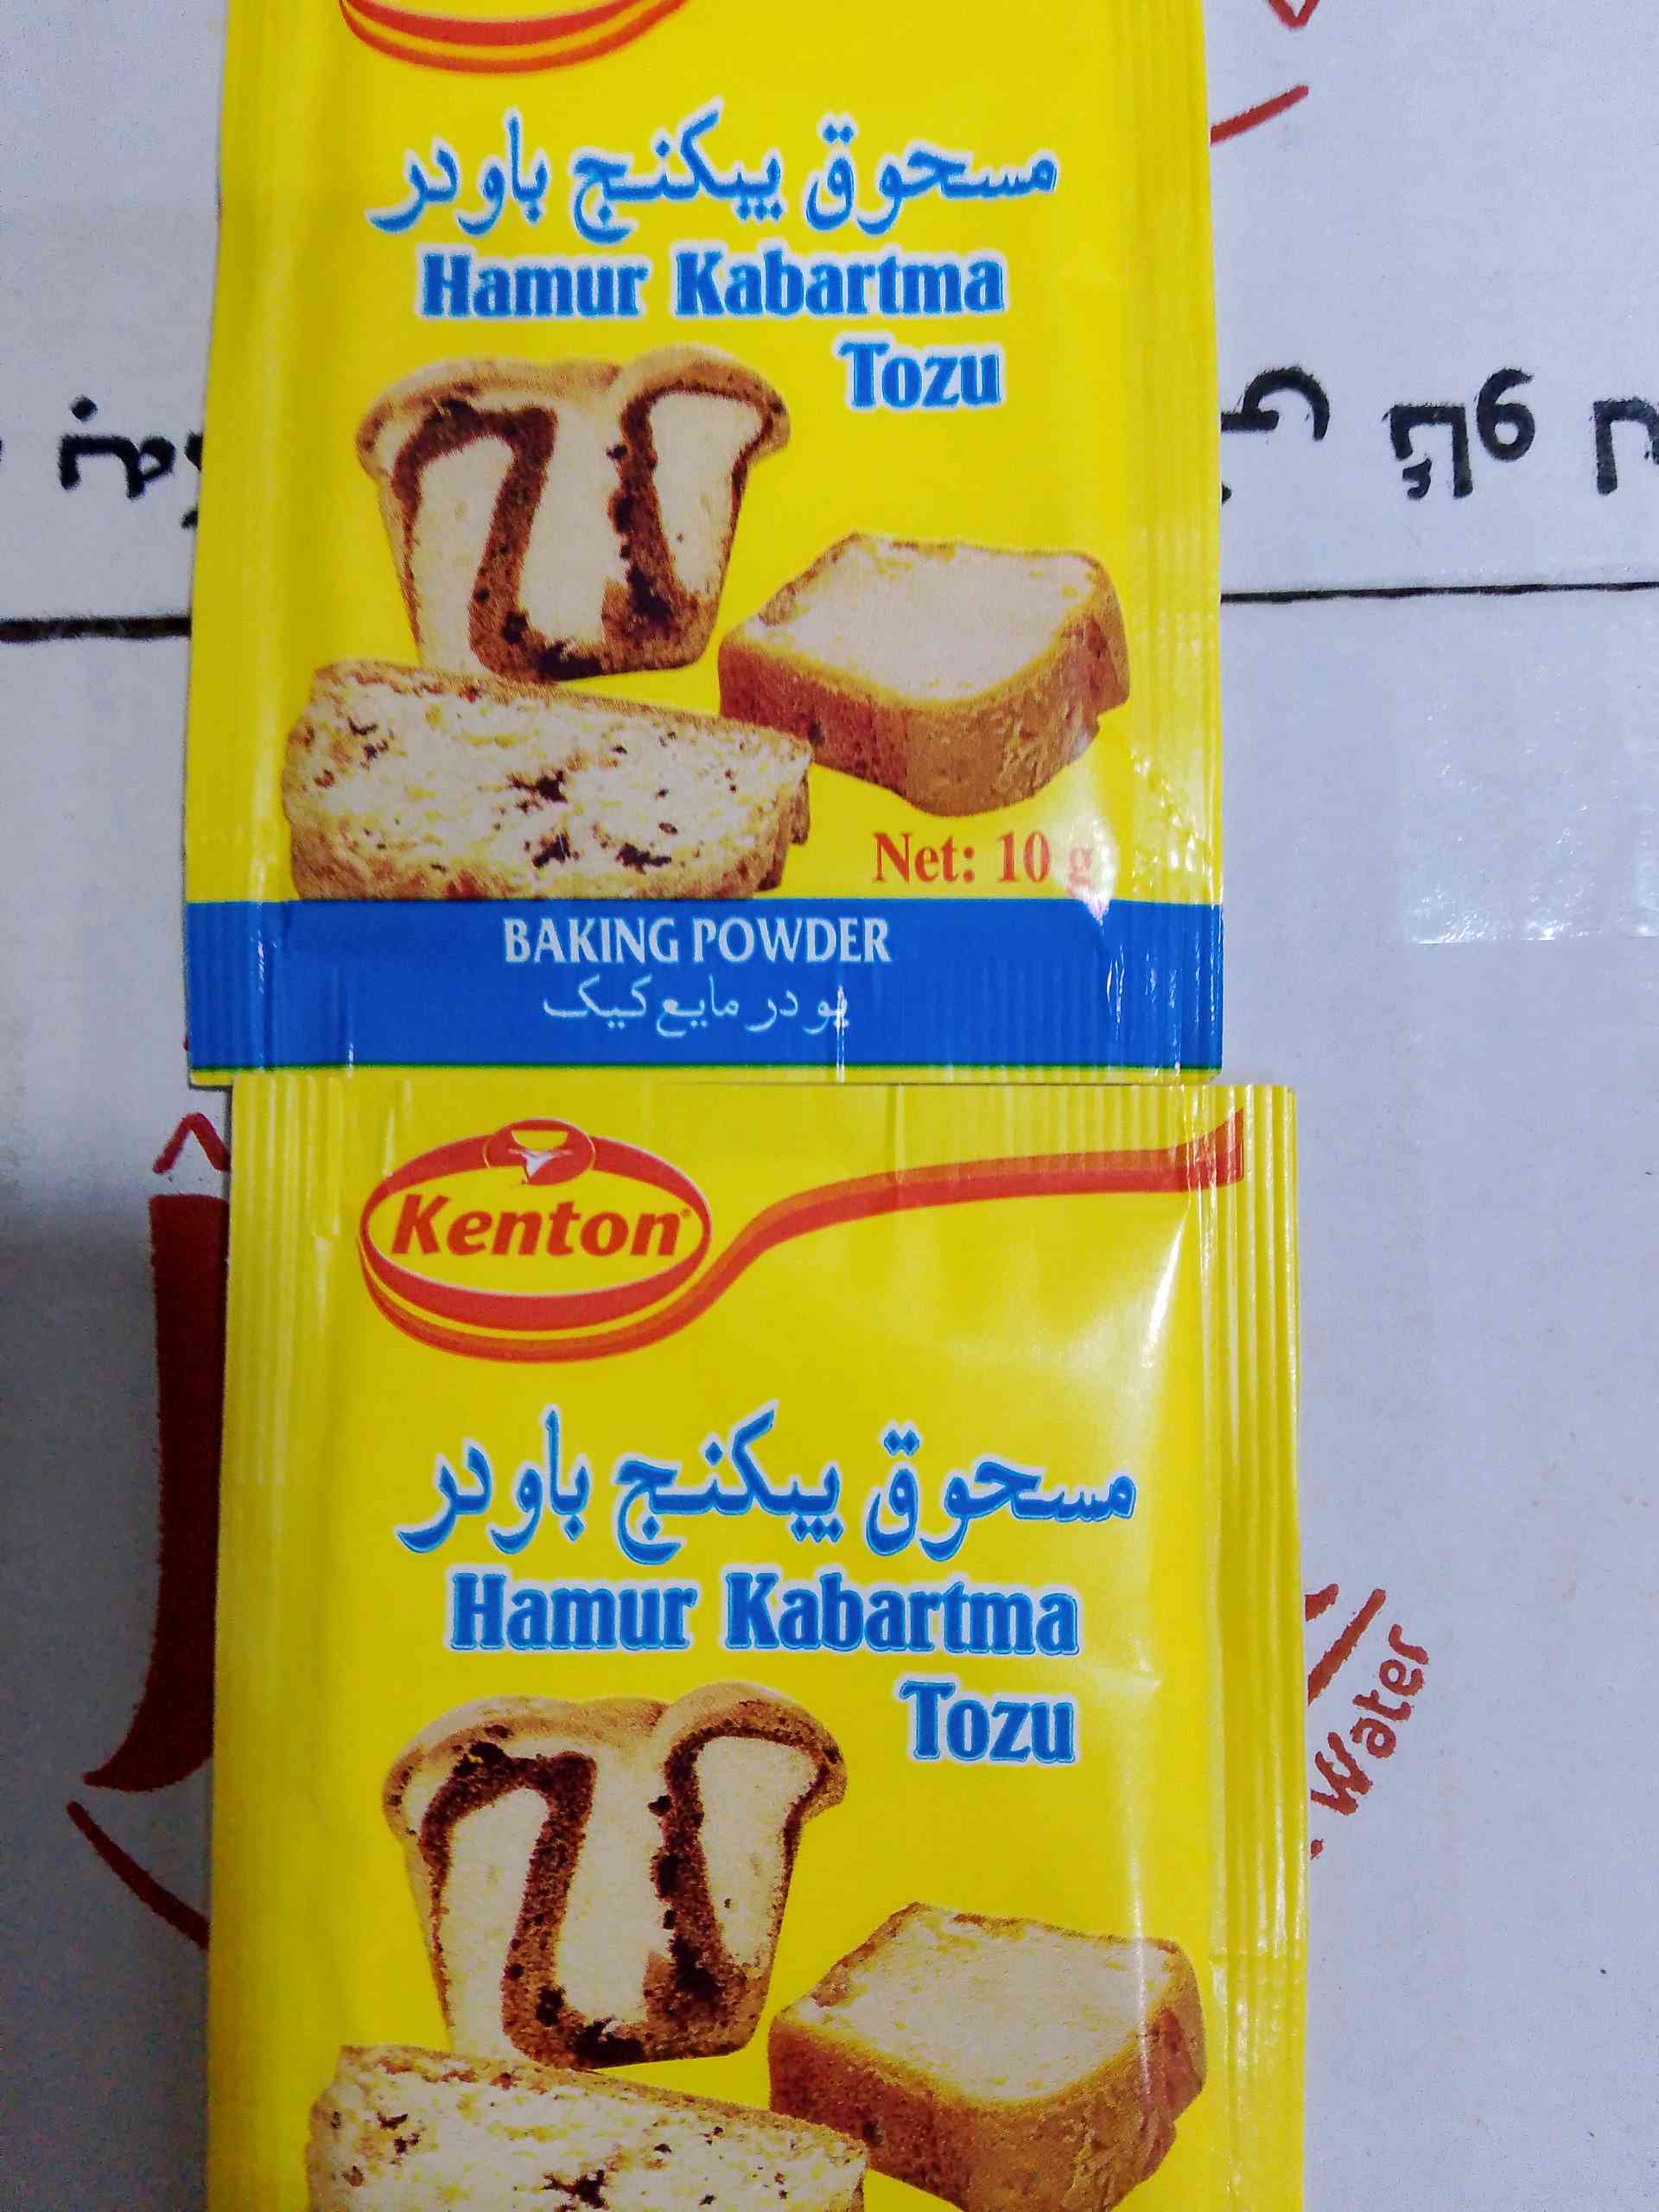 مسحوق بيكنج باودر
Hamur Kabartma
Tozu
Net: 10 g
BAKING POWDER
پودر مایع کیک
Kenton
مسحوق بيكنج باودر
Hamur Kabartma
Tozu
Water